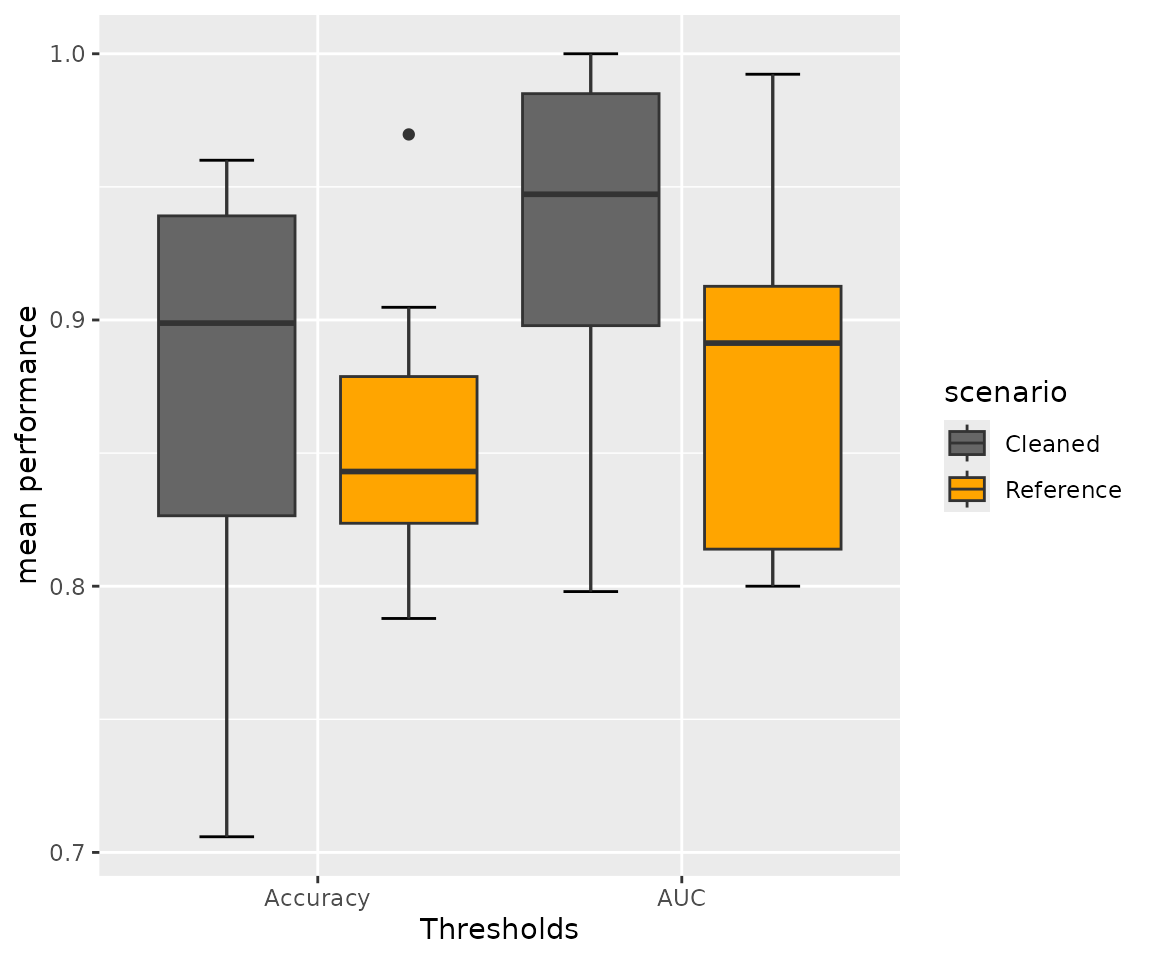 mean performance
1.0
0.9
0.8
0.7
Accuracy
AUC
Thresholds
scenario
Cleaned
Reference